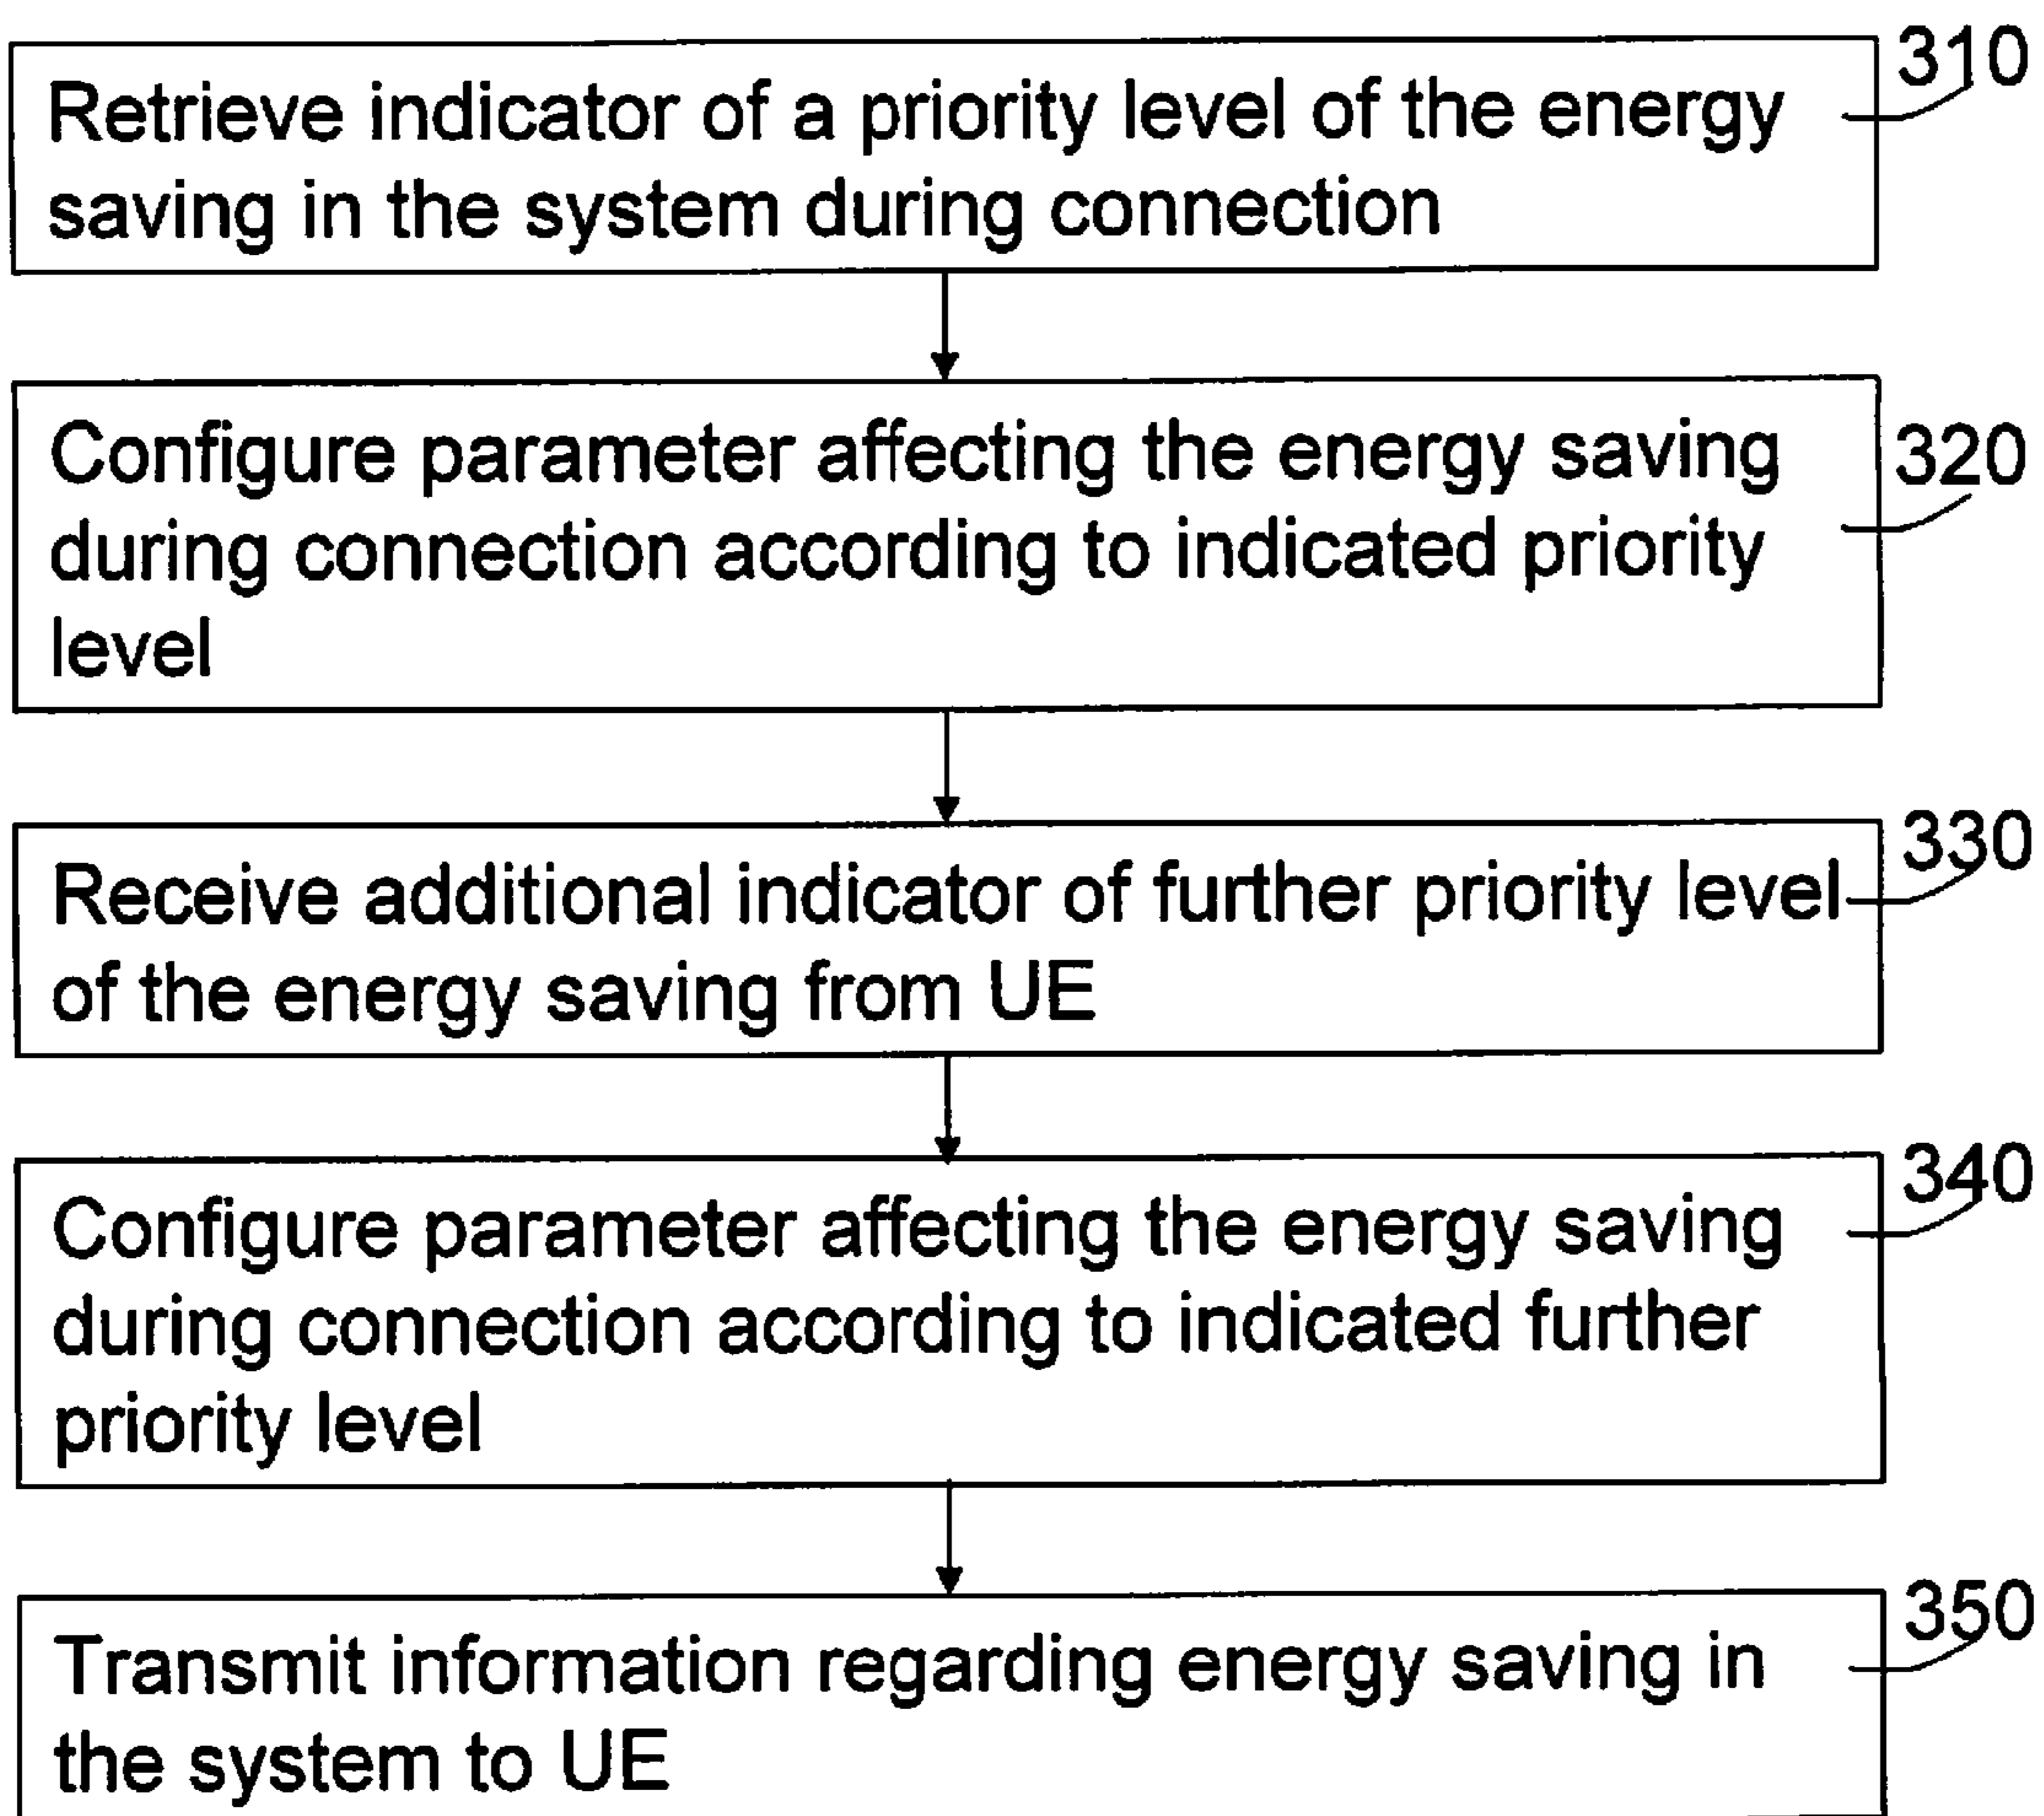 310
Retrieve indicator of a priority level of the energy
saving in the system during connection
320
Configure parameter affecting the energy saving
during connection according to indicated priority
level
330
Receive additional indicator of further priority level
of the energy saving from UE
340
Configure parameter affecting the energy saving
during connection according to indicated further
priority level
350
Transmit information regarding energy saving in
the system to UE